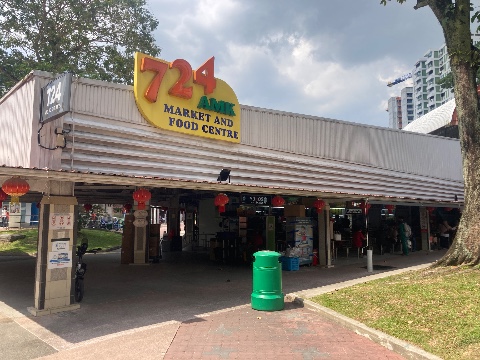 724
724
AMK
MARKET AND
FOOD CENTRE